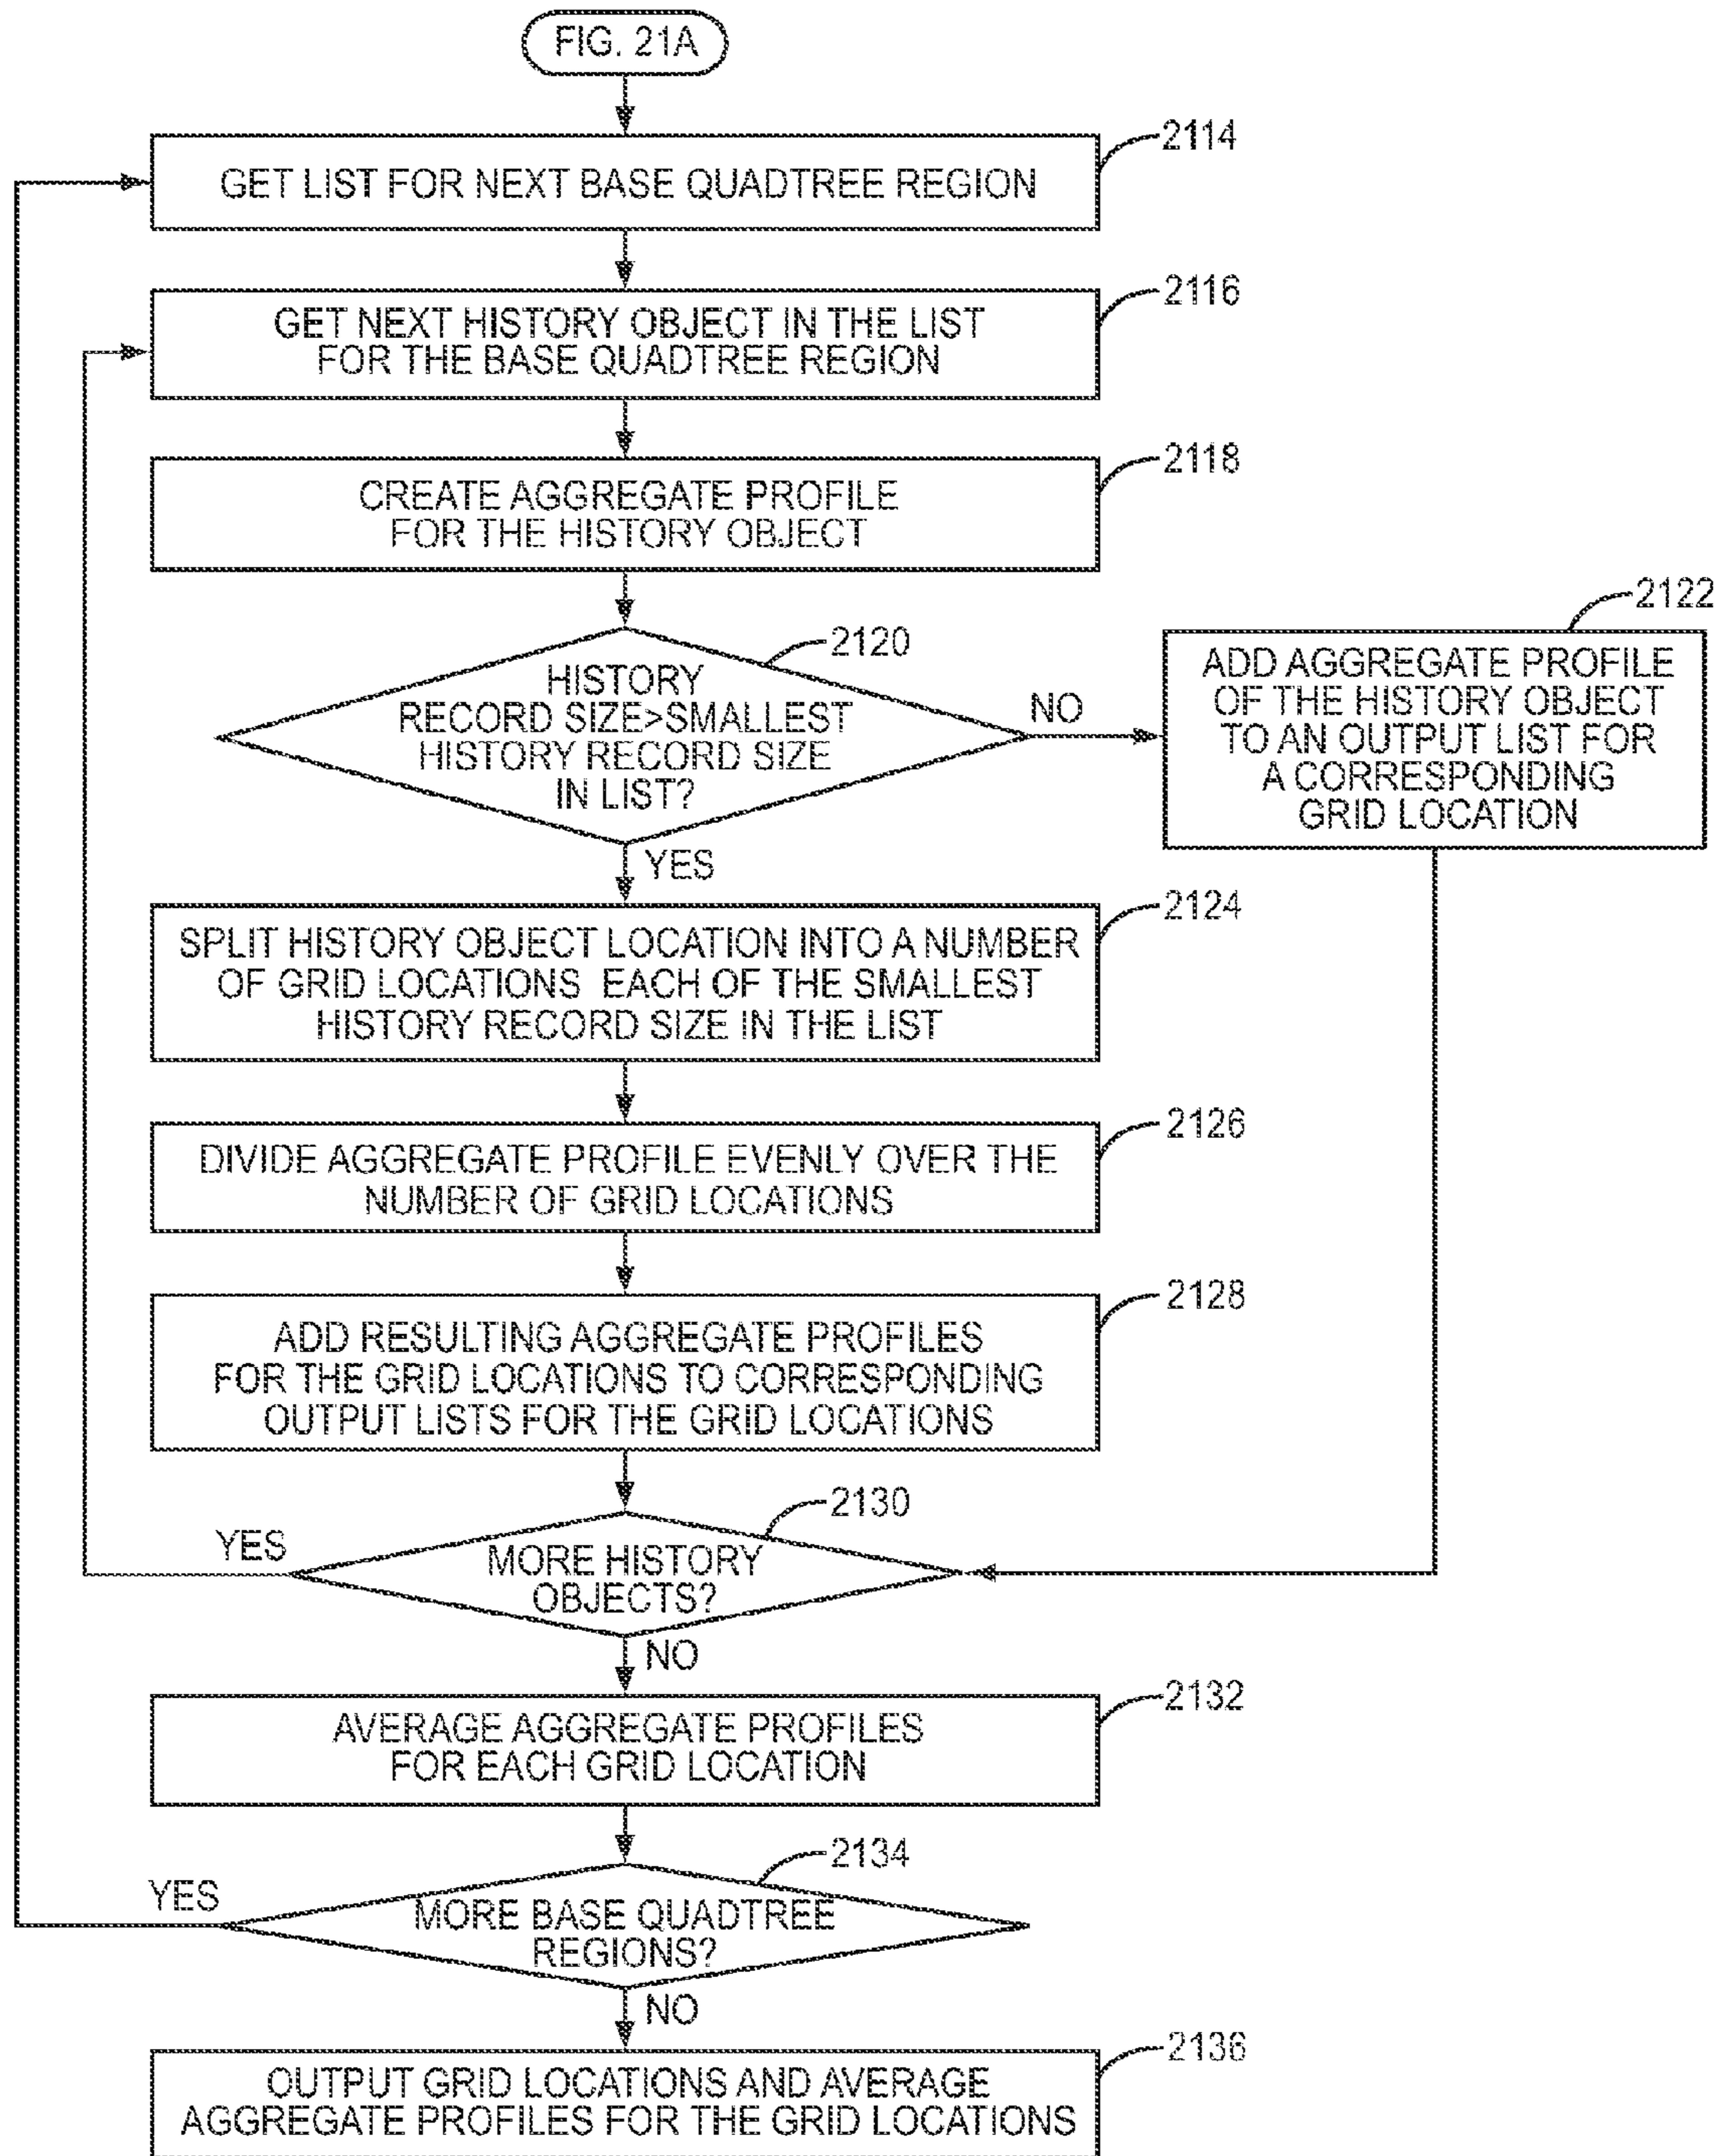 FIG. 21A
2114
GET LIST FOR NEXT BASE QUADTREE REGION
2116
GET NEXT HISTORY OBJECT IN THE LIST
FOR THE BASE QUADTREE REGION
2118
CREATE AGGREGATE PROFILE
FOR THE HISTORY OBJECT
2120
HISTORY
RECORD SIZE>SMALLEST
HISTORY RECORD SIZE
IN LIST?
NO
2122
ADD AGGREGATE PROFILE
OF THE HISTORY OBJECT
TO AN OUTPUT LIST FOR
A CORRESPONDING
GRID LOCATION
YES
2124
SPLIT HISTORY OBJECT LOCATION INTO A NUMBER
OF GRID LOCATIONS EACH OF THE SMALLEST
HISTORY RECORD SIZE IN THE LIST
2126
DIVIDE AGGREGATE PROFILE EVENLY OVER THE
NUMBER OF GRID LOCATIONS
2128
ADD RESULTING AGGREGATE PROFILES
FOR THE GRID LOCATIONS TO CORRESPONDING
OUTPUT LISTS FOR THE GRID LOCATIONS
2130
YES
MORE HISTORY
OBJECTS?
NO
2132
AVERAGE AGGREGATE PROFILES
FOR EACH GRID LOCATION
2134
YES
MORE BASE QUADTREE
REGIONS?
NO
2136
OUTPUT GRID LOCATIONS AND AVERAGE
AGGREGATE PROFILES FOR THE GRID LOCATIONS